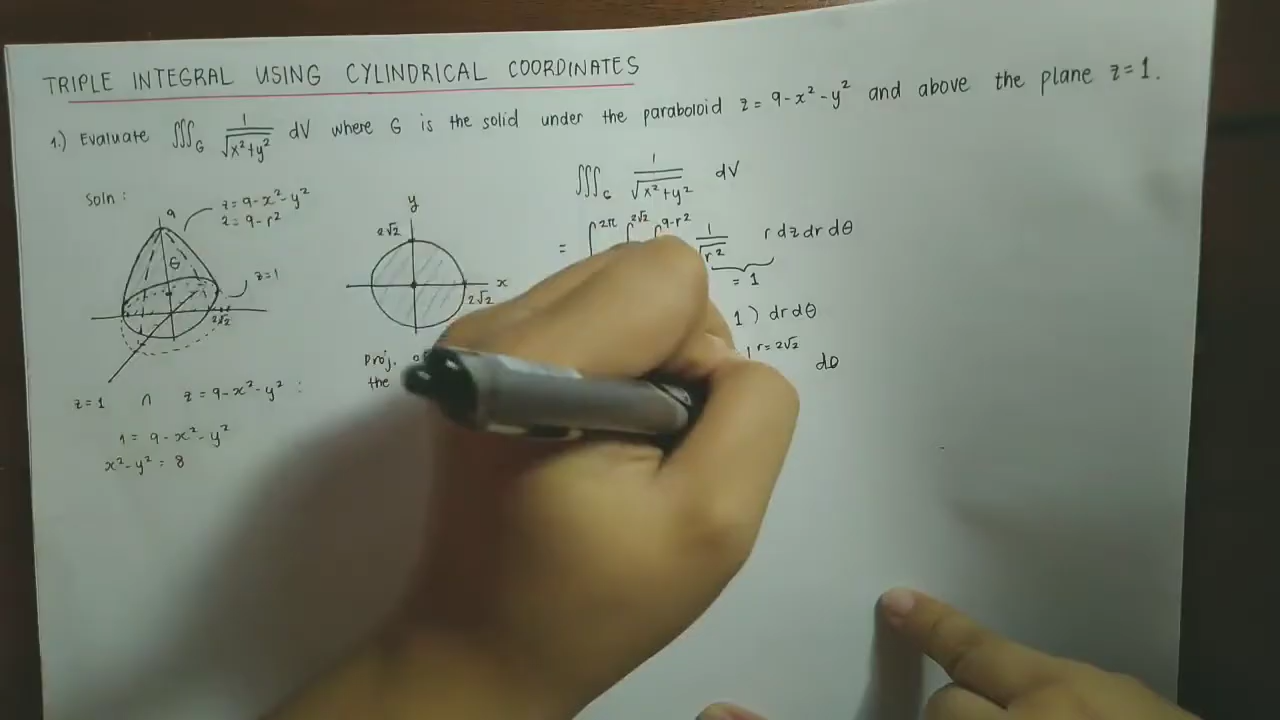 TRIPLE INTEGRAL USING CYLINDRICAL COORDINATES
1.) Evaluate ∭_G 1/√(x²+y²) dV where G is the solid under the paraboloid z = 9-x²-y² and above the plane z=1.
Soln :
9
z=9-x²-y²
z=9-r²
G
z=1
2√2
y
2√2
x
2√2
Proj. of
the
z=1 ∩ z=9-x²-y² :
1=9-x²-y²
x²-y²=8
∭_G 1/√(x²+y²) dV
= ∫^2π ∫^2√2 ∫^9-r² 1/√r² r dz dr dθ
= 1
1) dr dθ
| r=2√2 dθ